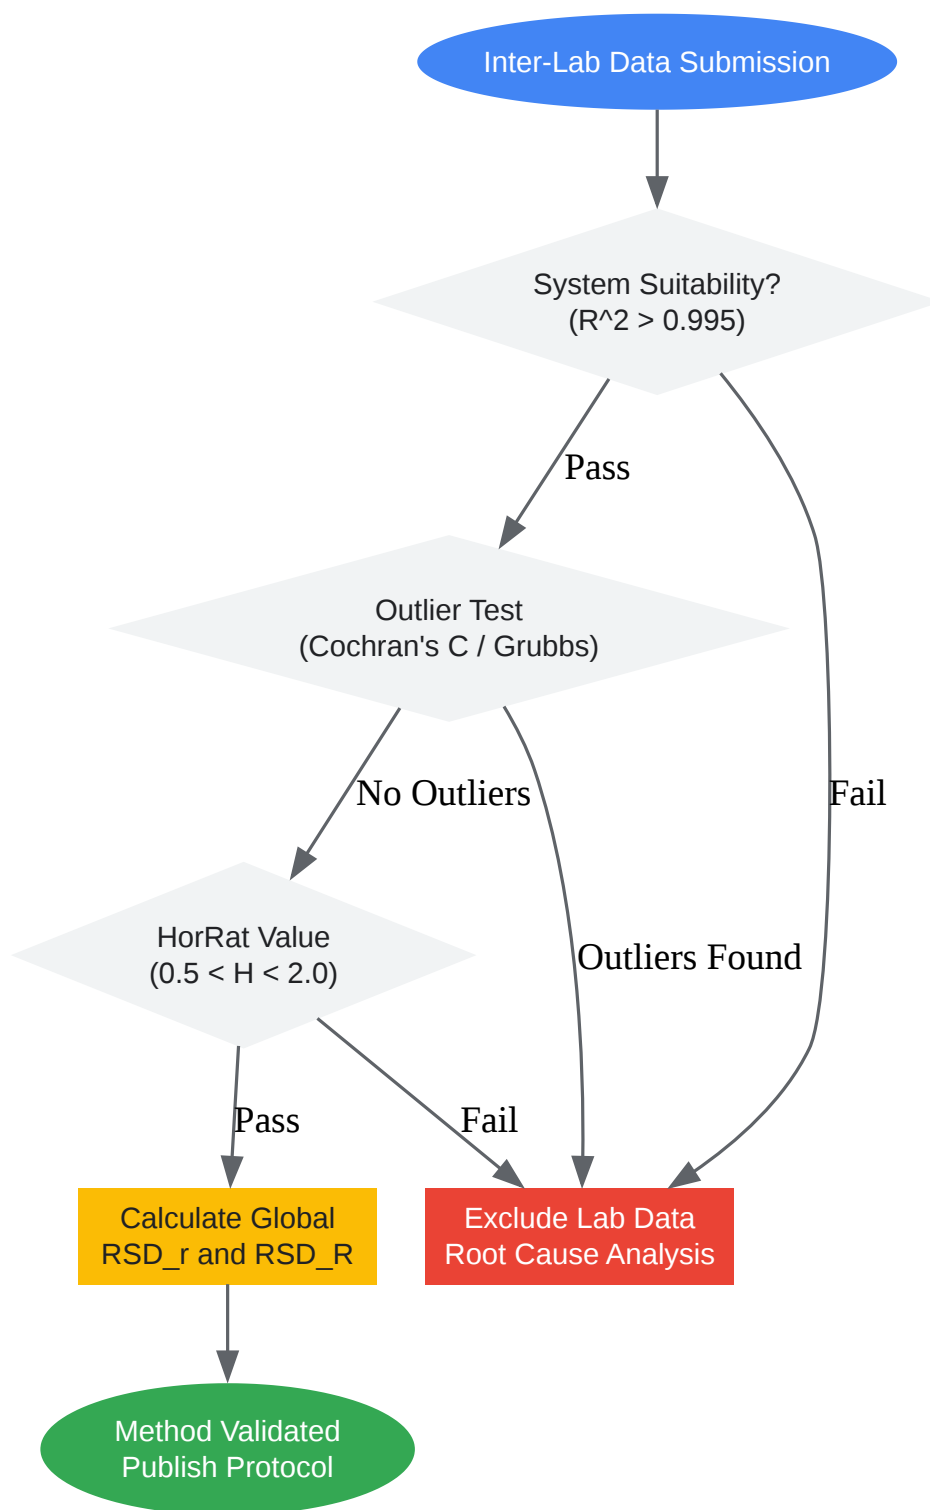 Inter-Lab Data Submission
System Suitability?
(R^2 > 0.995)
Pass
Outlier Test
(Cochran's C / Grubbs)
No Outliers
Fail
HorRat Value
(0.5 < H < 2.0)
Outliers Found
Pass
Fail
Calculate Global
RSD_r and RSD_R
Exclude Lab Data
Root Cause Analysis
Method Validated
Publish Protocol